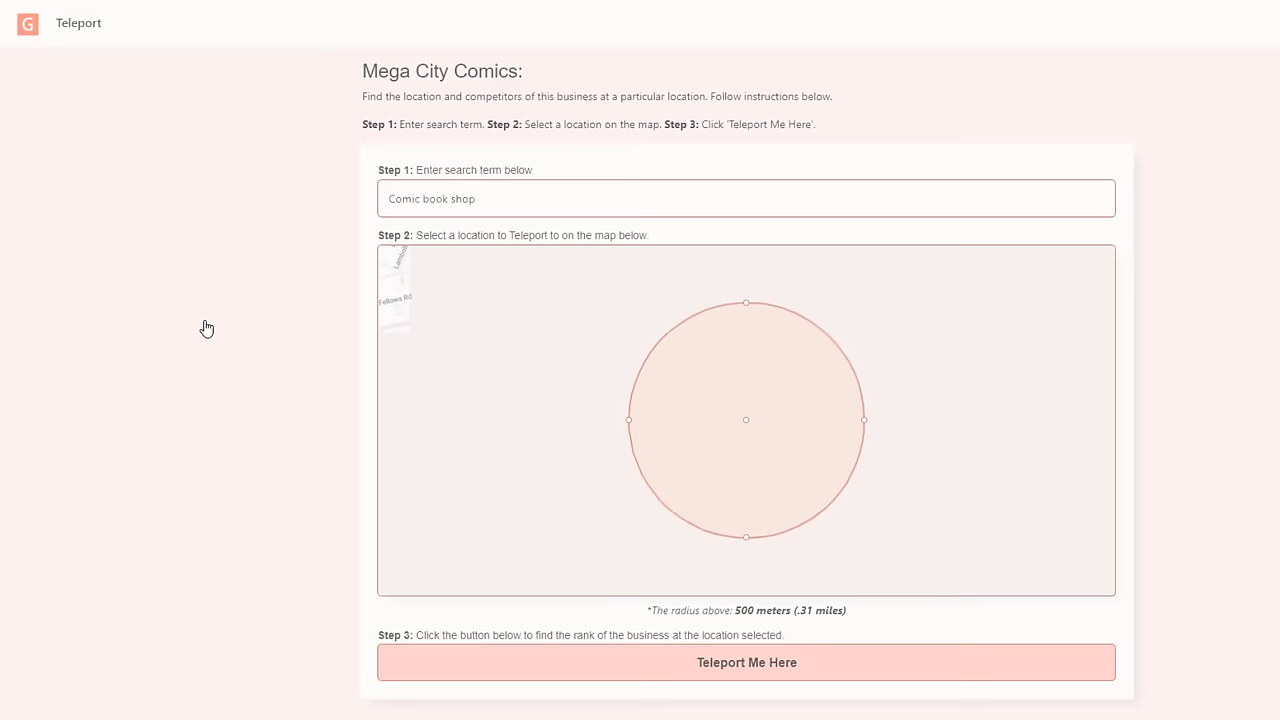 G Teleport
Mega City Comics:
Find the location and competitors of this business at a particular location. Follow instructions below.
Step 1: Enter search term. Step 2: Select a location on the map. Step 3: Click 'Teleport Me Here'.
Step 1: Enter search term below.
Comic book shop
Step 2: Select a location to Teleport to on the map below.
Fellows Rd
*The radius above: 500 meters (.31 miles)
Step 3: Click the button below to find the rank of the business at the location selected.
Teleport Me Here